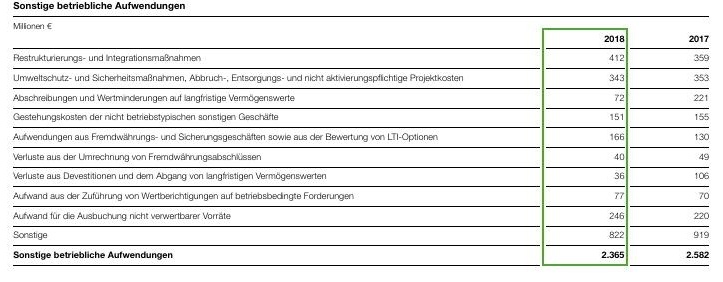 Sonstige betriebliche Aufwendungen
Millionen €
2018 2017
Restrukturierungs- und Integrationsmaßnahmen 412 359
Umweltschutz- und Sicherheitsmaßnahmen, Abbruch-, Entsorgungs- und nicht aktivierungspflichtige Projektkosten 343 353
Abschreibungen und Wertminderungen auf langfristige Vermögenswerte 72 221
Gestehungskosten der nicht betriebstypischen sonstigen Geschäfte 151 155
Aufwendungen aus Fremdwährungs- und Sicherungsgeschäften sowie aus der Bewertung von LTI-Optionen 166 130
Verluste aus der Umrechnung von Fremdwährungsabschlüssen 40 49
Verluste aus Devestitionen und dem Abgang von langfristigen Vermögenswerten 36 106
Aufwand aus der Zuführung von Wertberichtigungen auf betriebsbedingte Forderungen 77 70
Aufwand für die Ausbuchung nicht verwertbarer Vorräte 246 220
Sonstige 822 919
Sonstige betriebliche Aufwendungen 2.365 2.582